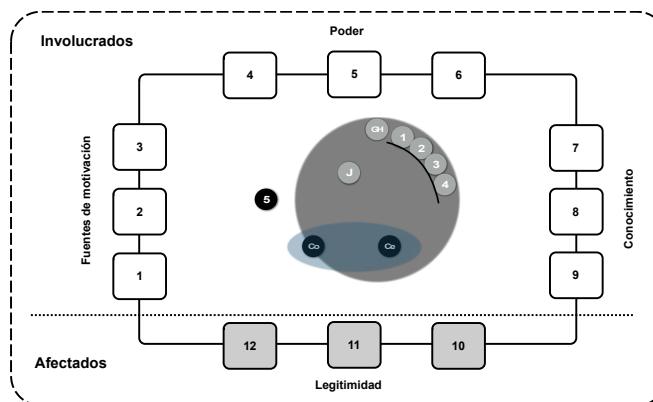 Poder
Involucrados
4
5
6
3
2
1
Fuentes de motivación
GH
1
2
3
4
J
5
Co
Ce
7
8
9
Conocimiento
12
11
10
Afectados
Legitimidad